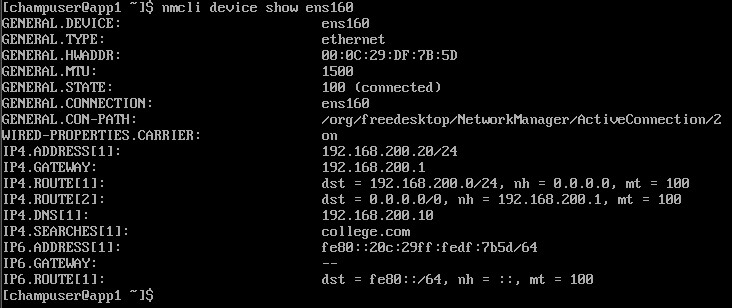 [champuser@app1 ~]$ nmcli device show ens160
GENERAL.DEVICE: ens160
GENERAL.TYPE: ethernet
GENERAL.HWADDR: 00:0C:29:DF:7B:5D
GENERAL.MTU: 1500
GENERAL.STATE: 100 (connected)
GENERAL.CONNECTION: ens160
GENERAL.CON-PATH: /org/freedesktop/NetworkManager/ActiveConnection/2
WIRED-PROPERTIES.CARRIER: on
IP4.ADDRESS[1]: 192.168.200.20/24
IP4.GATEWAY: 192.168.200.1
IP4.ROUTE[1]: dst = 192.168.200.0/24, nh = 0.0.0.0, mt = 100
IP4.ROUTE[2]: dst = 0.0.0.0/0, nh = 192.168.200.1, mt = 100
IP4.DNS[1]: 192.168.200.10
IP4.SEARCHES[1]: college.com
IP6.ADDRESS[1]: fe80::20c:29ff:fedf:7b5d/64
IP6.GATEWAY: --
IP6.ROUTE[1]: dst = fe80::/64, nh = ::, mt = 100
[champuser@app1 ~]$